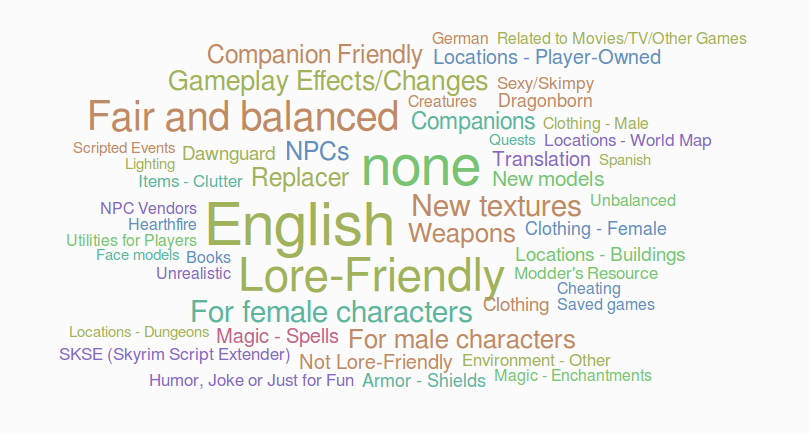 German Related to Movies/TV/Other Games
Companion Friendly Locations - Player-Owned
Gameplay Effects/Changes Sexy/Skimpy
Fair and balanced Creatures Dragonborn
Companions Clothing - Male
Scripted Events Dawnguard NPCs Quests Locations - World Map
Lighting none Translation Spanish
Items - Clutter Replacer New models
NPC Vendors English New textures Unbalanced
Hearthfire Weapons Clothing - Female
Utilities for Players
Face models Books Locations - Buildings
Unrealistic Lore-Friendly Modder's Resource
Cheating
For female characters Clothing Saved games
Locations - Dungeons Magic - Spells For male characters
SKSE (Skyrim Script Extender) Not Lore-Friendly Environment - Other
Humor, Joke or Just for Fun Armor - Shields Magic - Enchantments